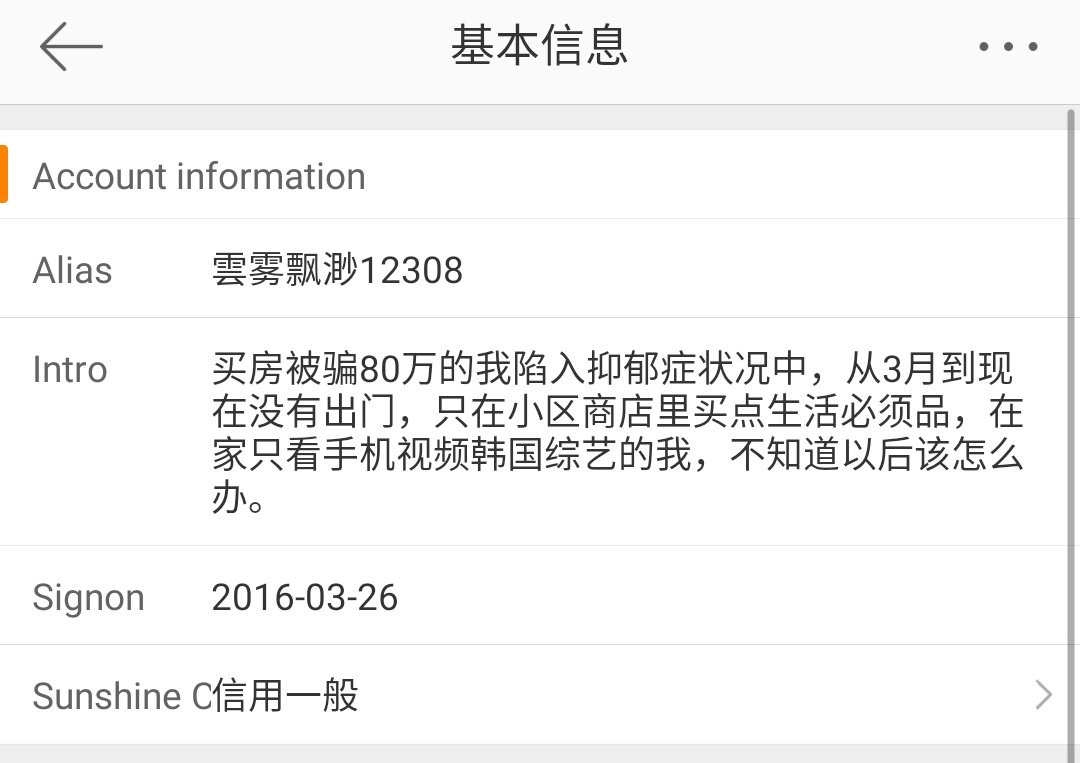 基本信息
Account information
Alias 雲雾飘渺12308
Intro 买房被骗80万的我陷入抑郁症状况中，从3月到现
在没有出门，只在小区商店里买点生活必须品，在
家只看手机视频韩国综艺的我，不知道以后该怎么
办。
Signon 2016-03-26
Sunshine C信用一般